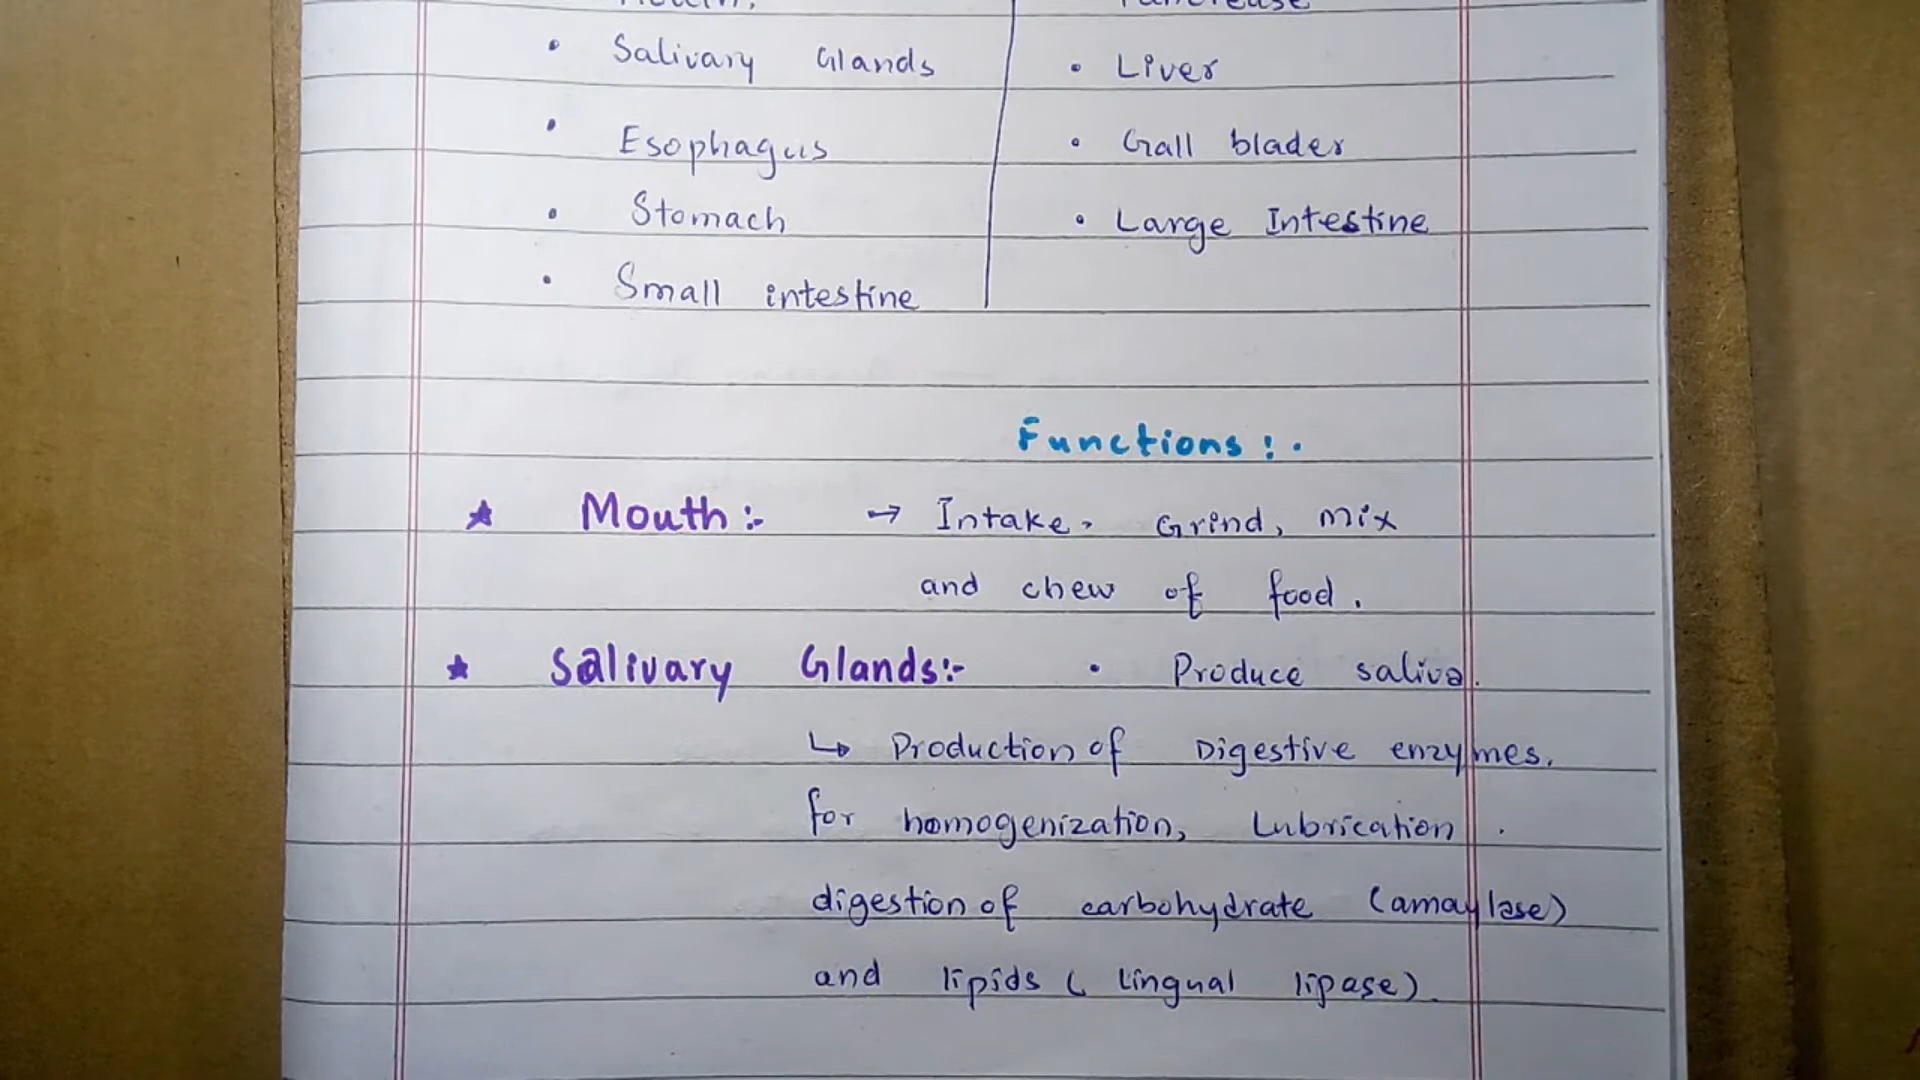 • Salivary Glands
• Esophagus
• Stomach
• Small intestine
• Liver
• Gall blader
• Large Intestine
Functions :.
★ Mouth :- → Intake, Grind, mix
and chew of food.
★ Salivary Glands:- • Produce saliva.
↳ Production of Digestive enzymes.
for homogenization, Lubrication.
digestion of carbohydrate (amaylase)
and lipids ( lingual lipase).